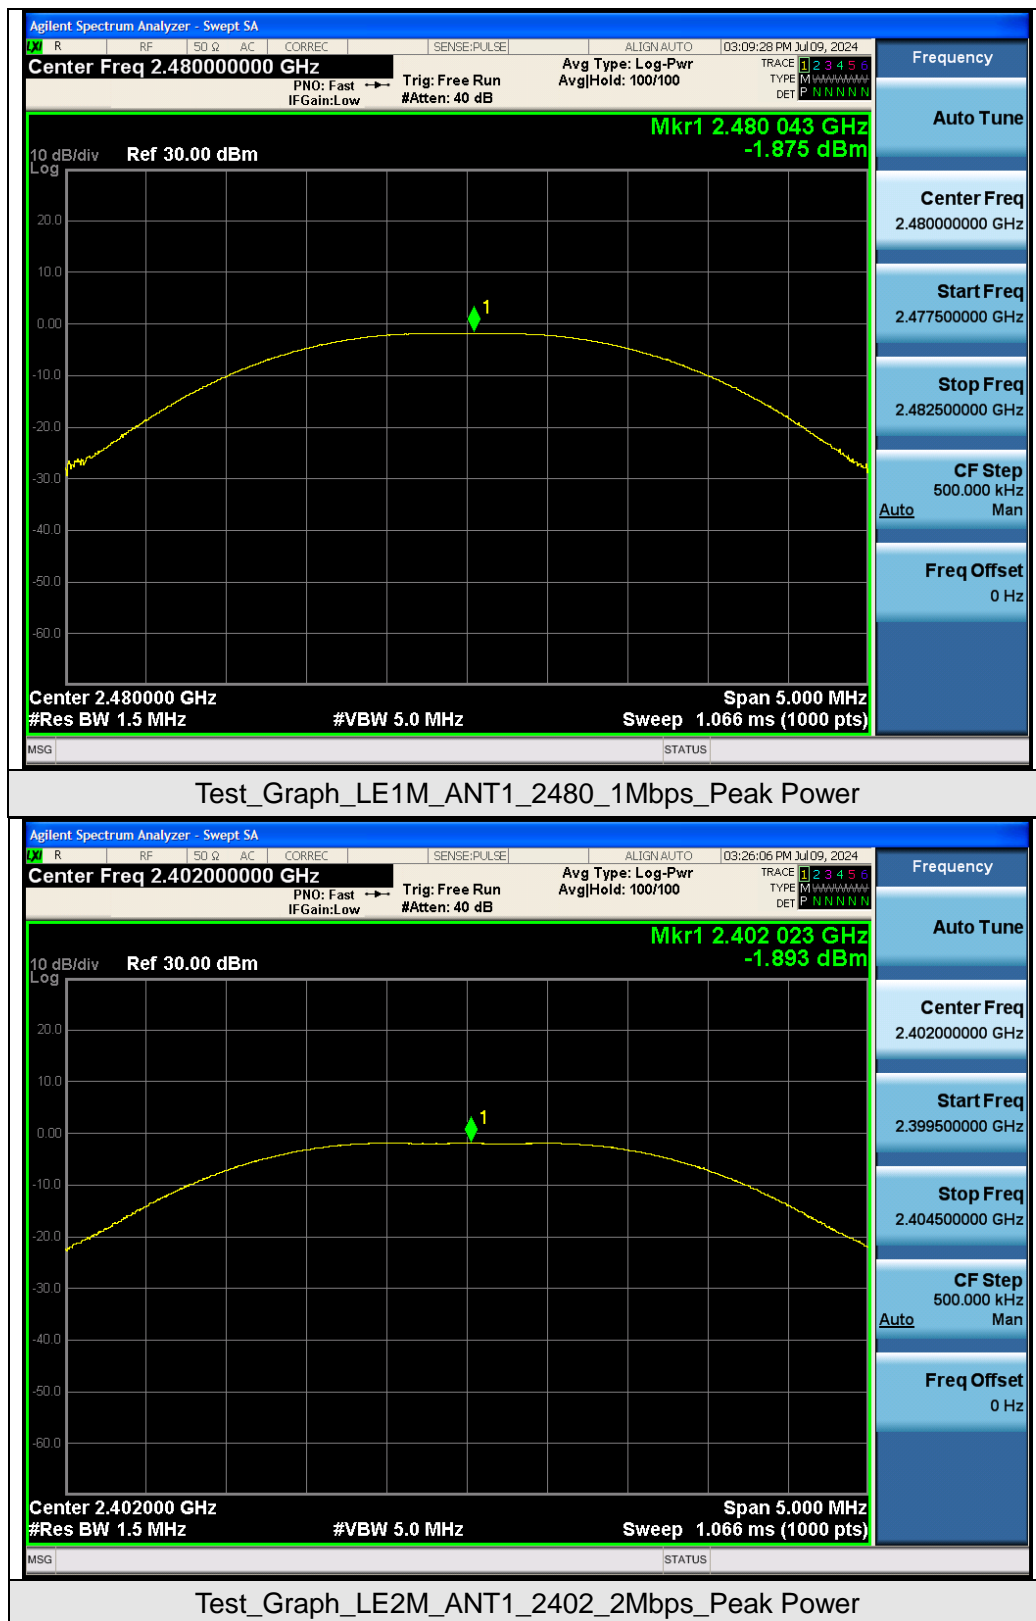 Agilent Spectrum Analyzer - Swept SA
LXI R RF 50 Ω AC CORREC SENSE:PULSE ALIGN AUTO 03:09:28 PM Jul 09, 2024
Center Freq 2.480000000 GHz
PNO: Fast
IFGain:Low
Trig: Free Run
#Atten: 40 dB
Avg Type: Log-Pwr
Avg|Hold: 100/100
TRACE 1 2 3 4 5 6
TYPE M WWWWW
DET P N N N N N
Mkr1 2.480 043 GHz
-1.875 dBm
10 dB/div Ref 30.00 dBm
Log
20.0
10.0
0.00
-10.0
-20.0
-30.0
-40.0
-50.0
-60.0
1
Center 2.480000 GHz Span 5.000 MHz
#Res BW 1.5 MHz #VBW 5.0 MHz Sweep 1.066 ms (1000 pts)
MSG STATUS
Frequency
Auto Tune
Center Freq
2.480000000 GHz
Start Freq
2.477500000 GHz
Stop Freq
2.482500000 GHz
CF Step
500.000 kHz
Auto Man
Freq Offset
0 Hz
Test_Graph_LE1M_ANT1_2480_1Mbps_Peak Power
Agilent Spectrum Analyzer - Swept SA
LXI R RF 50 Ω AC CORREC SENSE:PULSE ALIGN AUTO 03:26:06 PM Jul 09, 2024
Center Freq 2.402000000 GHz
PNO: Fast
IFGain:Low
Trig: Free Run
#Atten: 40 dB
Avg Type: Log-Pwr
Avg|Hold: 100/100
TRACE 1 2 3 4 5 6
TYPE M WWWWW
DET P N N N N N
Mkr1 2.402 023 GHz
-1.893 dBm
10 dB/div Ref 30.00 dBm
Log
20.0
10.0
0.00
-10.0
-20.0
-30.0
-40.0
-50.0
-60.0
1
Center 2.402000 GHz Span 5.000 MHz
#Res BW 1.5 MHz #VBW 5.0 MHz Sweep 1.066 ms (1000 pts)
MSG STATUS
Frequency
Auto Tune
Center Freq
2.402000000 GHz
Start Freq
2.399500000 GHz
Stop Freq
2.404500000 GHz
CF Step
500.000 kHz
Auto Man
Freq Offset
0 Hz
Test_Graph_LE2M_ANT1_2402_2Mbps_Peak Power